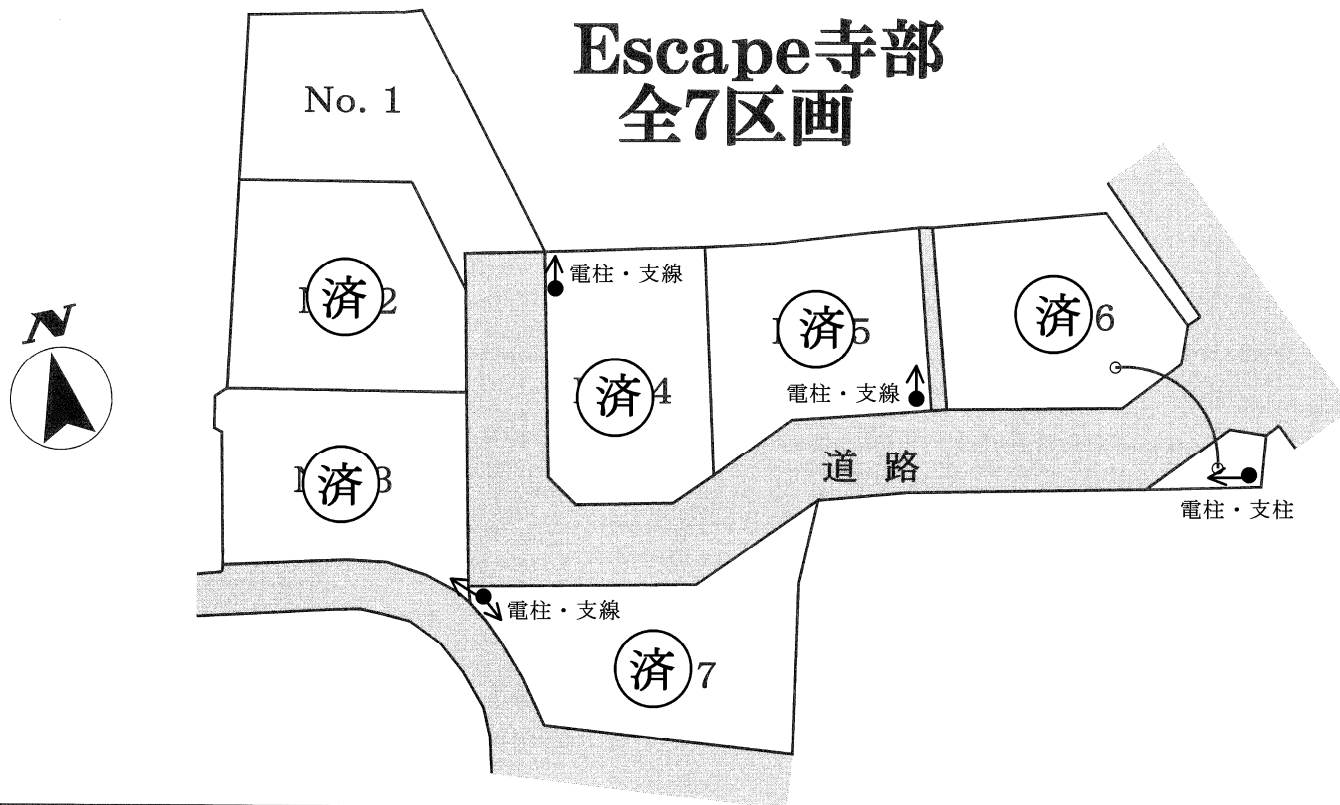 Escape寺部
全7区画
No. 1
済 2
済 3
電柱・支線
済 4
済 5
電柱・支線
済 6
道 路
電柱・支柱
電柱・支線
済 7
N